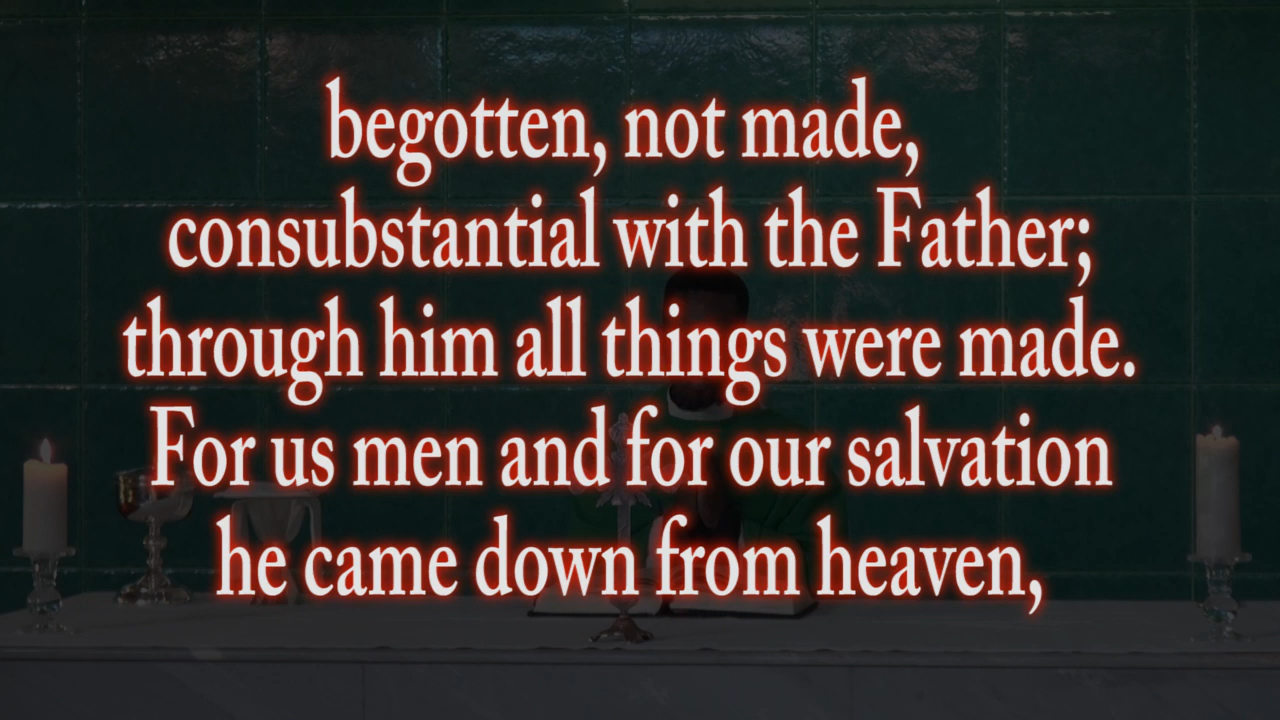 begotten, not made,
consubstantial with the Father;
through him all things were made.
For us men and for our salvation
he came down from heaven,